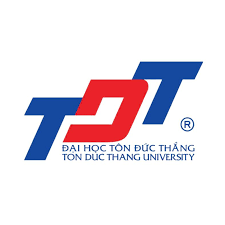 TDT
®
ĐẠI HỌC TÔN ĐỨC THẮNG
TON DUC THANG UNIVERSITY